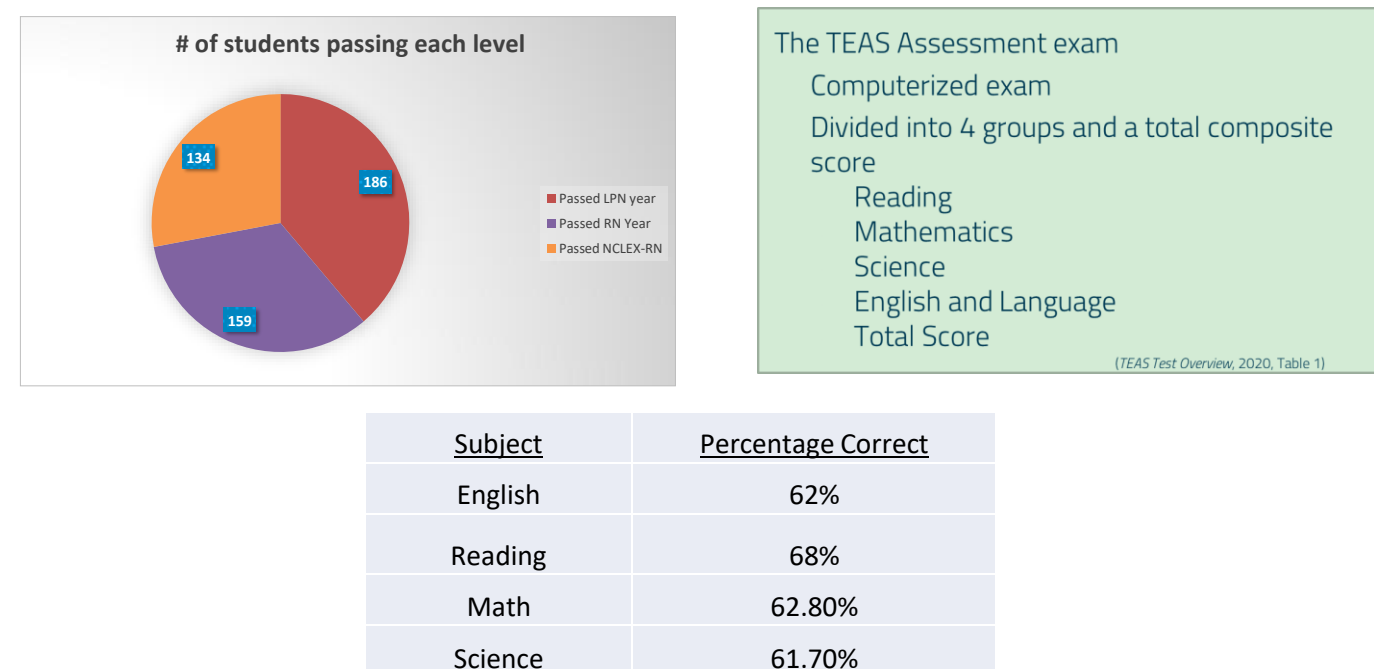 # of students passing each level
134
186
159
Passed LPN year
Passed RN Year
Passed NCLEX-RN
The TEAS Assessment exam
Computerized exam
Divided into 4 groups and a total composite
score
Reading
Mathematics
Science
English and Language
Total Score
(TEAS Test Overview, 2020, Table 1)
Subject Percentage Correct
English 62%
Reading 68%
Math 62.80%
Science 61.70%